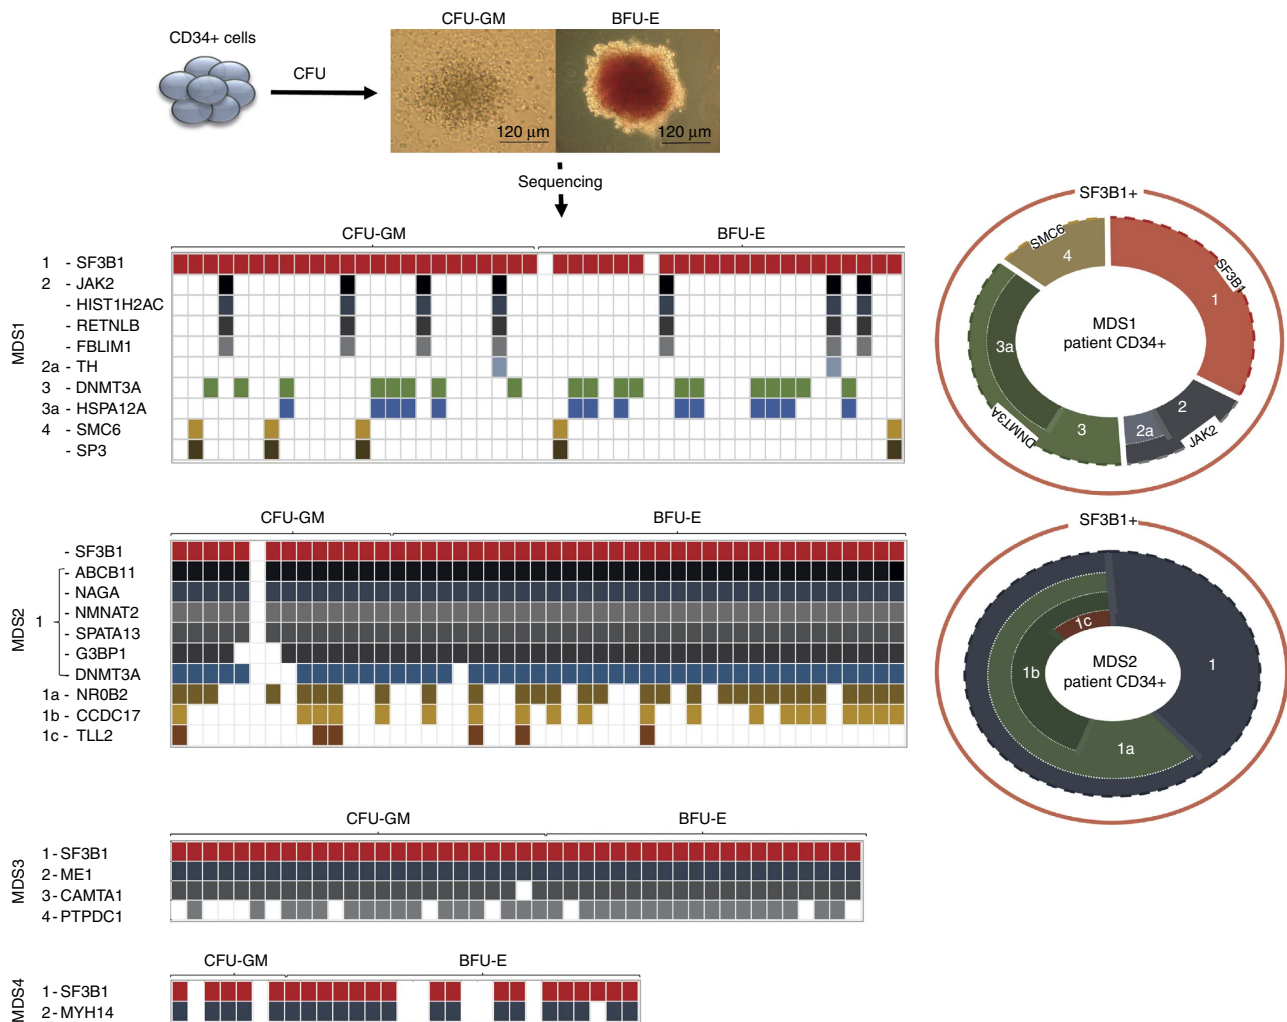 CFU-GM BFU-E
CD34+ cells
CFU
120 µm 120 µm
Sequencing
CFU-GM BFU-E
MDS1
1 - SF3B1
2 - JAK2
- HIST1H2AC
- RETNLB
- FBLIM1
2a - TH
3 - DNMT3A
3a - HSPA12A
4 - SMC6
- SP3
SF3B1+
SMC6
4
SF3B1
1
3a
MDS1
patient CD34+
2
2a
3
DNMT3A
JAK2
CFU-GM BFU-E
MDS2
- SF3B1
1
- ABCB11
- NAGA
- NMNAT2
- SPATA13
- G3BP1
- DNMT3A
1a - NR0B2
1b - CCDC17
1c - TLL2
SF3B1+
1c
1b
1
MDS2
patient CD34+
1a
CFU-GM BFU-E
MDS3
1 - SF3B1
2 - ME1
3 - CAMTA1
4 - PTPDC1
CFU-GM BFU-E
MDS4
1 - SF3B1
2 - MYH14